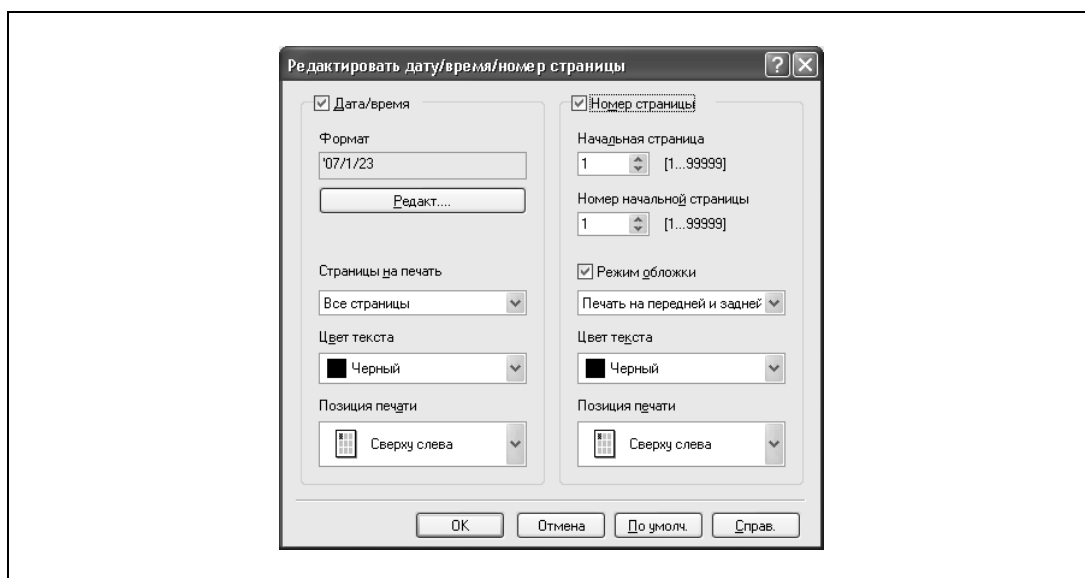 Редактировать дату/время/номер страницы
Дата/время
Формат
'07/1/23
Редакт....
Страницы на печать
Все страницы
Цвет текста
Черный
Позиция печати
Сверху слева
Номер страницы
Начальная страница
1 [1...99999]
Номер начальной страницы
1 [1...99999]
Режим обложки
Печать на передней и задней
Цвет текста
Черный
Позиция печати
Сверху слева
OK Отмена По умолч. Справ.